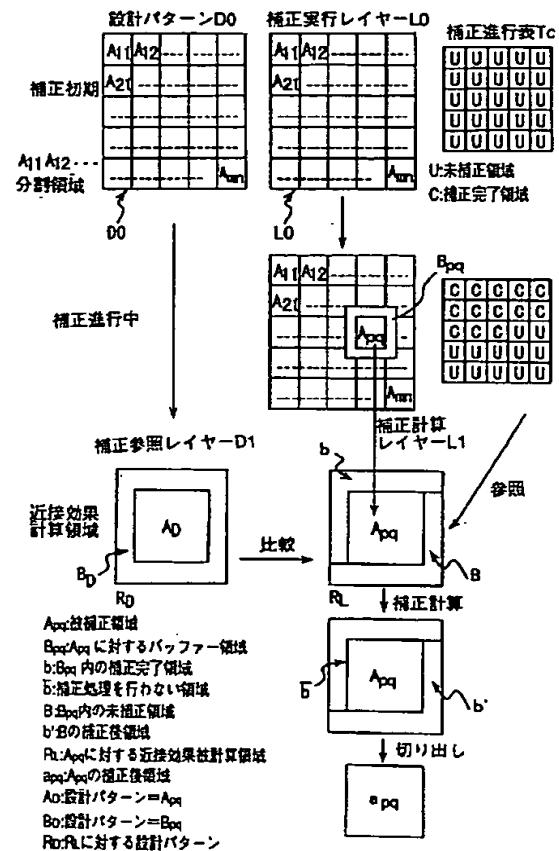 設計パターンD0
補正実行レイヤーL0
補正進行表Tc
A11 A12
A21
Amn
A11 A12
A21
Amn
U U U U U
U U U U U
U U U U U
U U U U U
U U U U U
補正初期
A11 A12 ---
分割領域
D0
L0
U:未補正領域
C:補正完了領域
補正進行中
A11 A12
A21
Apq
Amn
Bpq
C C C C C
C C C C C
C C C U U
U U U U U
U U U U U
補正計算
レイヤーL1
参照
補正参照レイヤーD1
近接効果
計算領域
AD
BD
RD
比較
b
Apq
B
RL
補正計算
b̄
Apq
b'
切り出し
apq
Apq:被補正領域
Bpq:Apqに対するバッファー領域
b:Bpq内の補正完了領域
b̄:補正処理を行わない領域
B:Bpq内の未補正領域
b':Bの補正後領域
RL:Apqに対する近接効果被計算領域
apq:Apqの補正後領域
AD:設計パターン=Apq
BD:設計パターン=Bpq
RD:RLに対する設計パターン